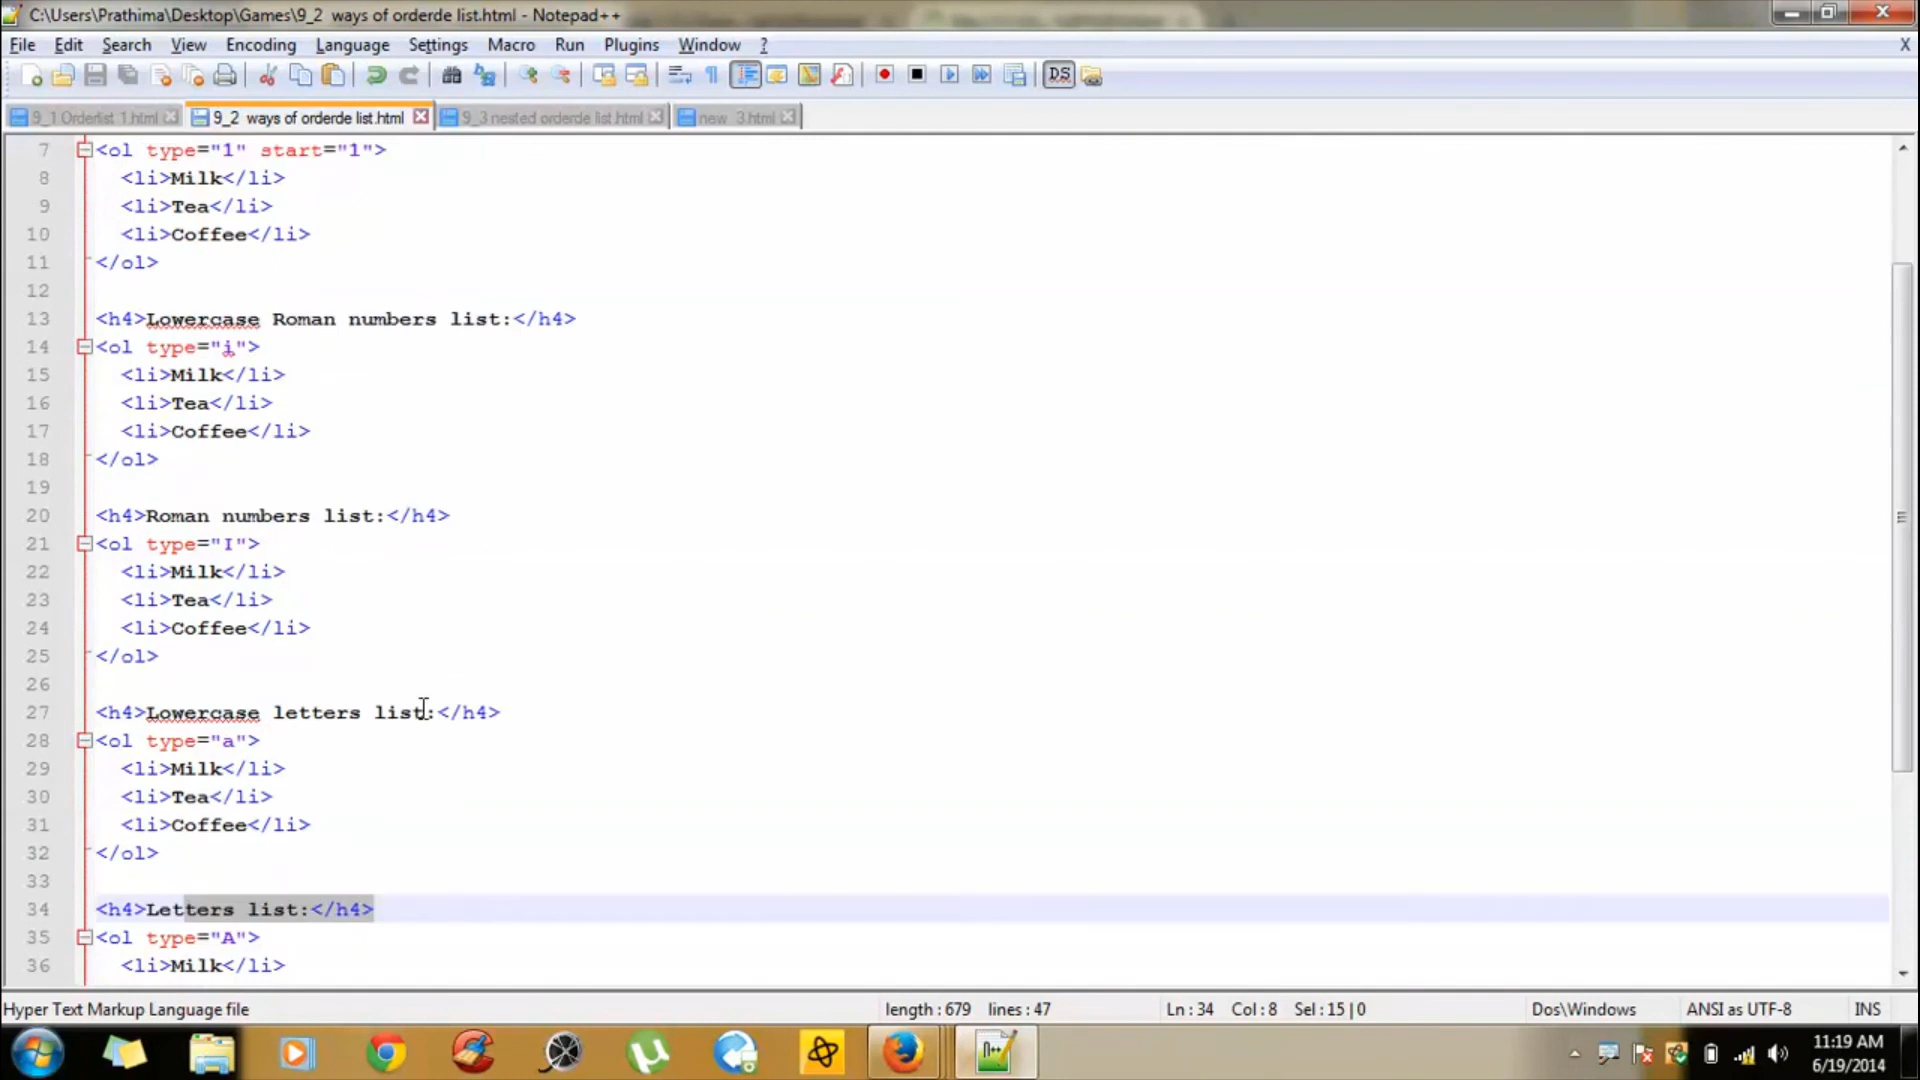 C:\Users\Prathima\Desktop\Games\9_2  ways of orderde list.html - Notepad++
File Edit Search View Encoding Language Settings Macro Run Plugins Window ? X
9_1 Orderlist 1.html 9_2  ways of orderde list.html 9_3 nested orderde list.html new  3.html
7 <ol type="1" start="1">
8 <li>Milk</li>
9 <li>Tea</li>
10 <li>Coffee</li>
11 </ol>
12
13 <h4>Lowercase Roman numbers list:</h4>
14 <ol type="i">
15 <li>Milk</li>
16 <li>Tea</li>
17 <li>Coffee</li>
18 </ol>
19
20 <h4>Roman numbers list:</h4>
21 <ol type="I">
22 <li>Milk</li>
23 <li>Tea</li>
24 <li>Coffee</li>
25 </ol>
26
27 <h4>Lowercase letters list:</h4>
28 <ol type="a">
29 <li>Milk</li>
30 <li>Tea</li>
31 <li>Coffee</li>
32 </ol>
33
34 <h4>Letters list:</h4>
35 <ol type="A">
36 <li>Milk</li>
Hyper Text Markup Language file length : 679 lines : 47 Ln : 34 Col : 8 Sel : 15 | 0 Dos\Windows ANSI as UTF-8 INS
11:19 AM
6/19/2014